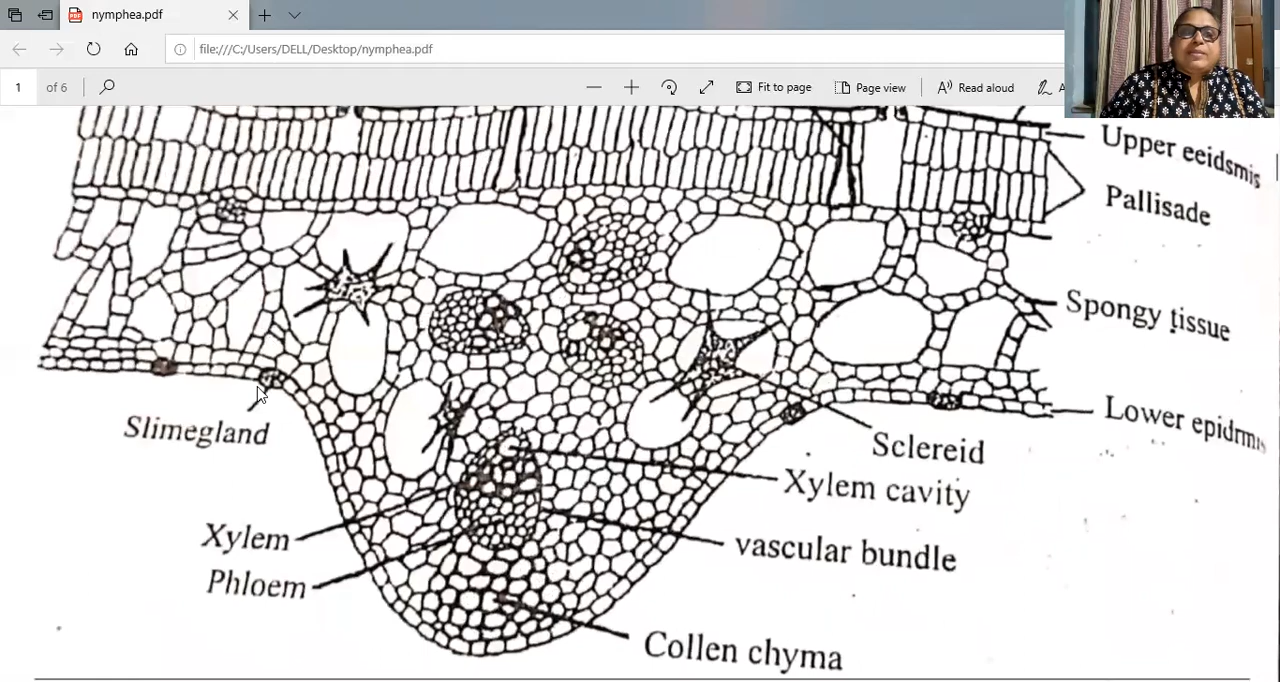 nymphea.pdf
file:///C:/Users/DELL/Desktop/nymphea.pdf
1 of 6
Fit to page
Page view
Read aloud
Upper eeidsmis
Pallisade
Spongy tissue
Lower epidrmis
Slimegland
Sclereid
Xylem cavity
Xylem
vascular bundle
Phloem
Collen chyma